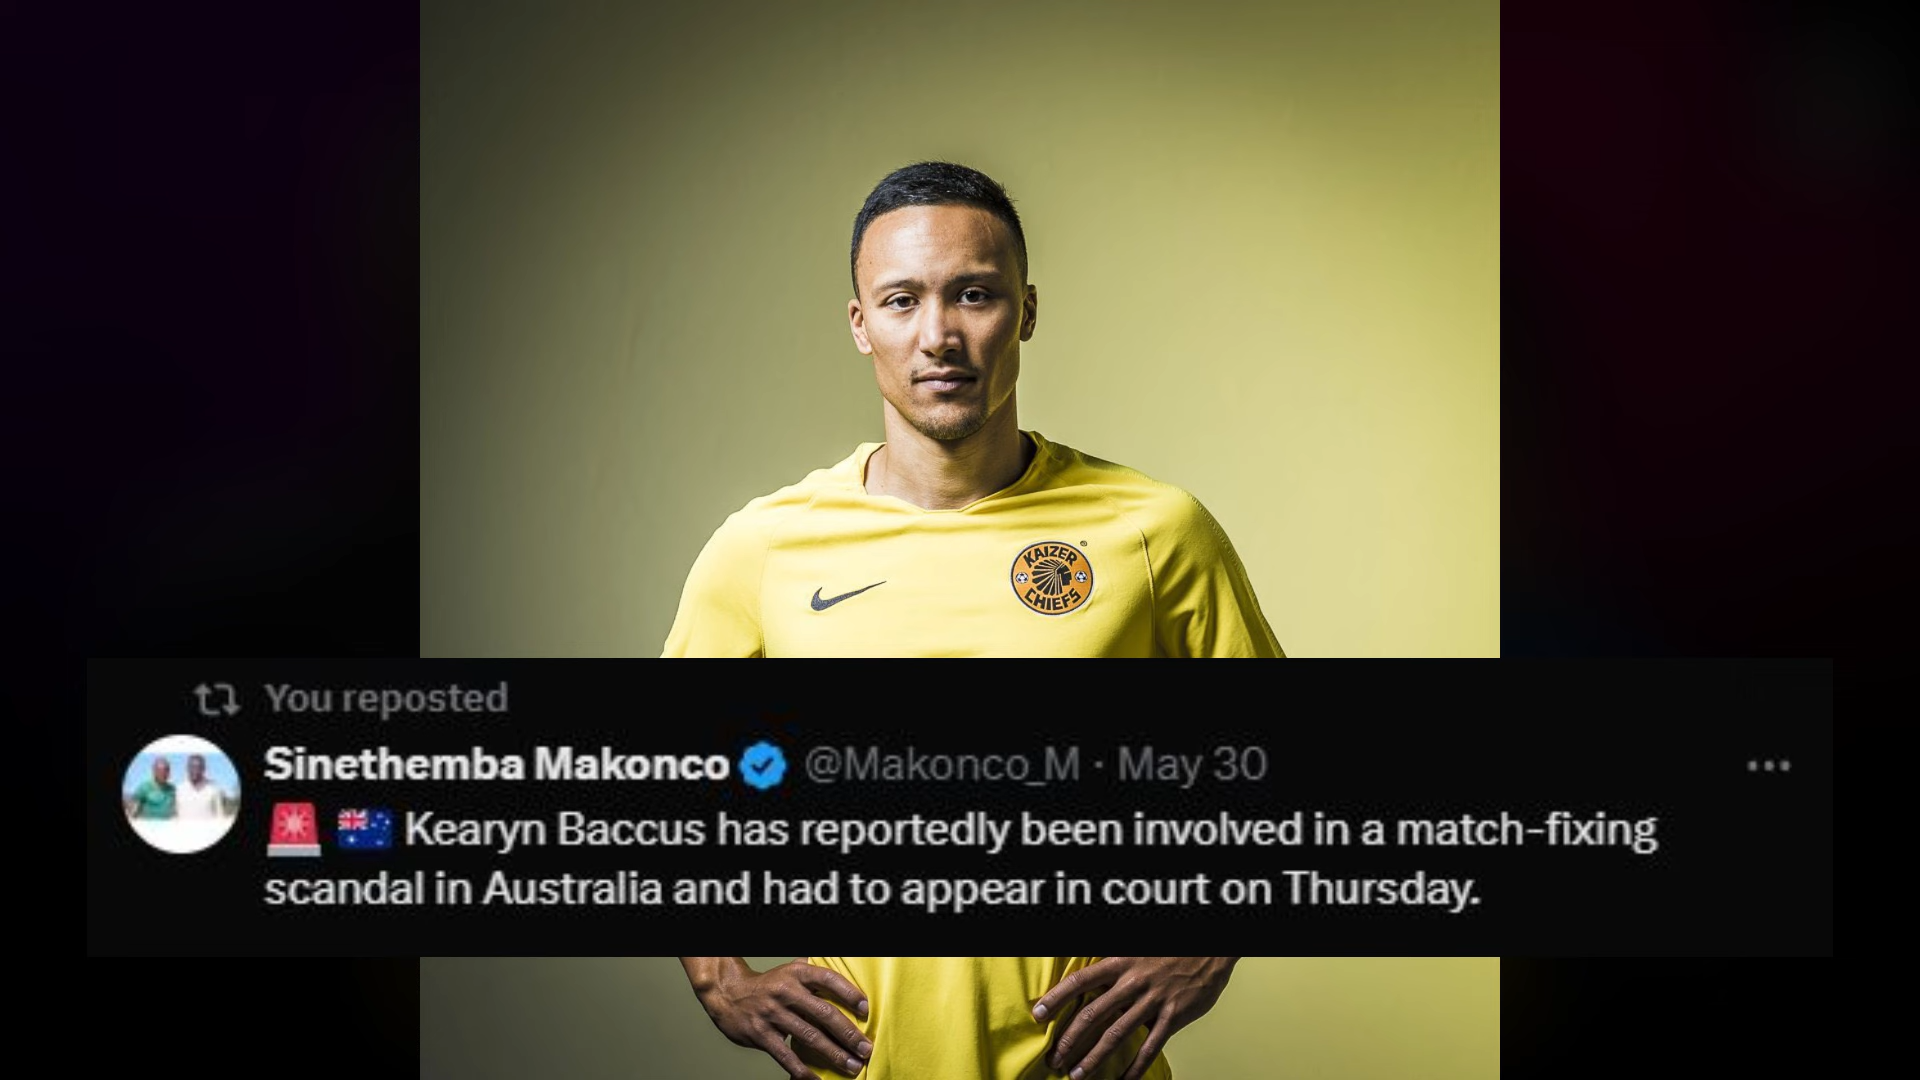 KAIZER
CHIEFS
You reposted
Sinethemba Makonco @Makonco_M · May 30
🚨 🇦🇺 Kearyn Baccus has reportedly been involved in a match-fixing
scandal in Australia and had to appear in court on Thursday.